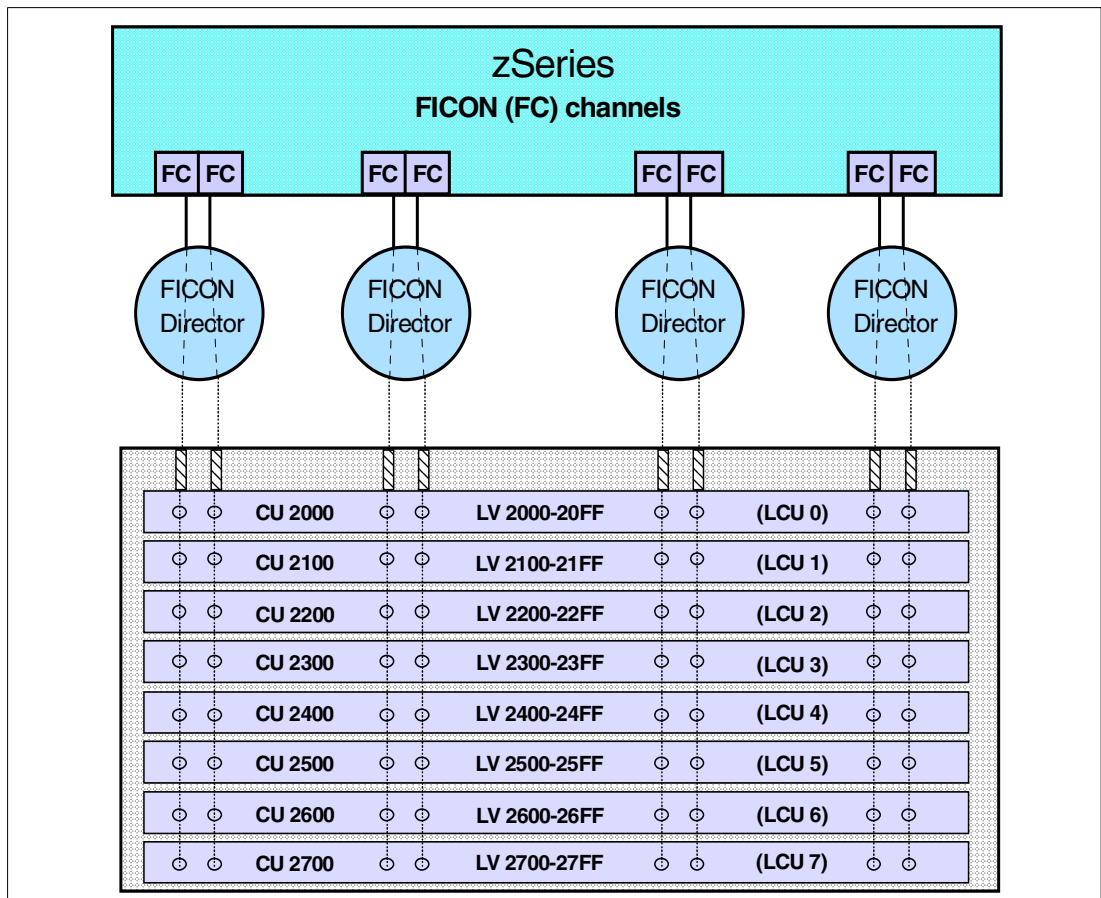 zSeries
FICON (FC) channels
FC FC FC FC FC FC FC FC
FICON Director
FICON Director
FICON Director
FICON Director
CU 2000 LV 2000-20FF (LCU 0)
CU 2100 LV 2100-21FF (LCU 1)
CU 2200 LV 2200-22FF (LCU 2)
CU 2300 LV 2300-23FF (LCU 3)
CU 2400 LV 2400-24FF (LCU 4)
CU 2500 LV 2500-25FF (LCU 5)
CU 2600 LV 2600-26FF (LCU 6)
CU 2700 LV 2700-27FF (LCU 7)